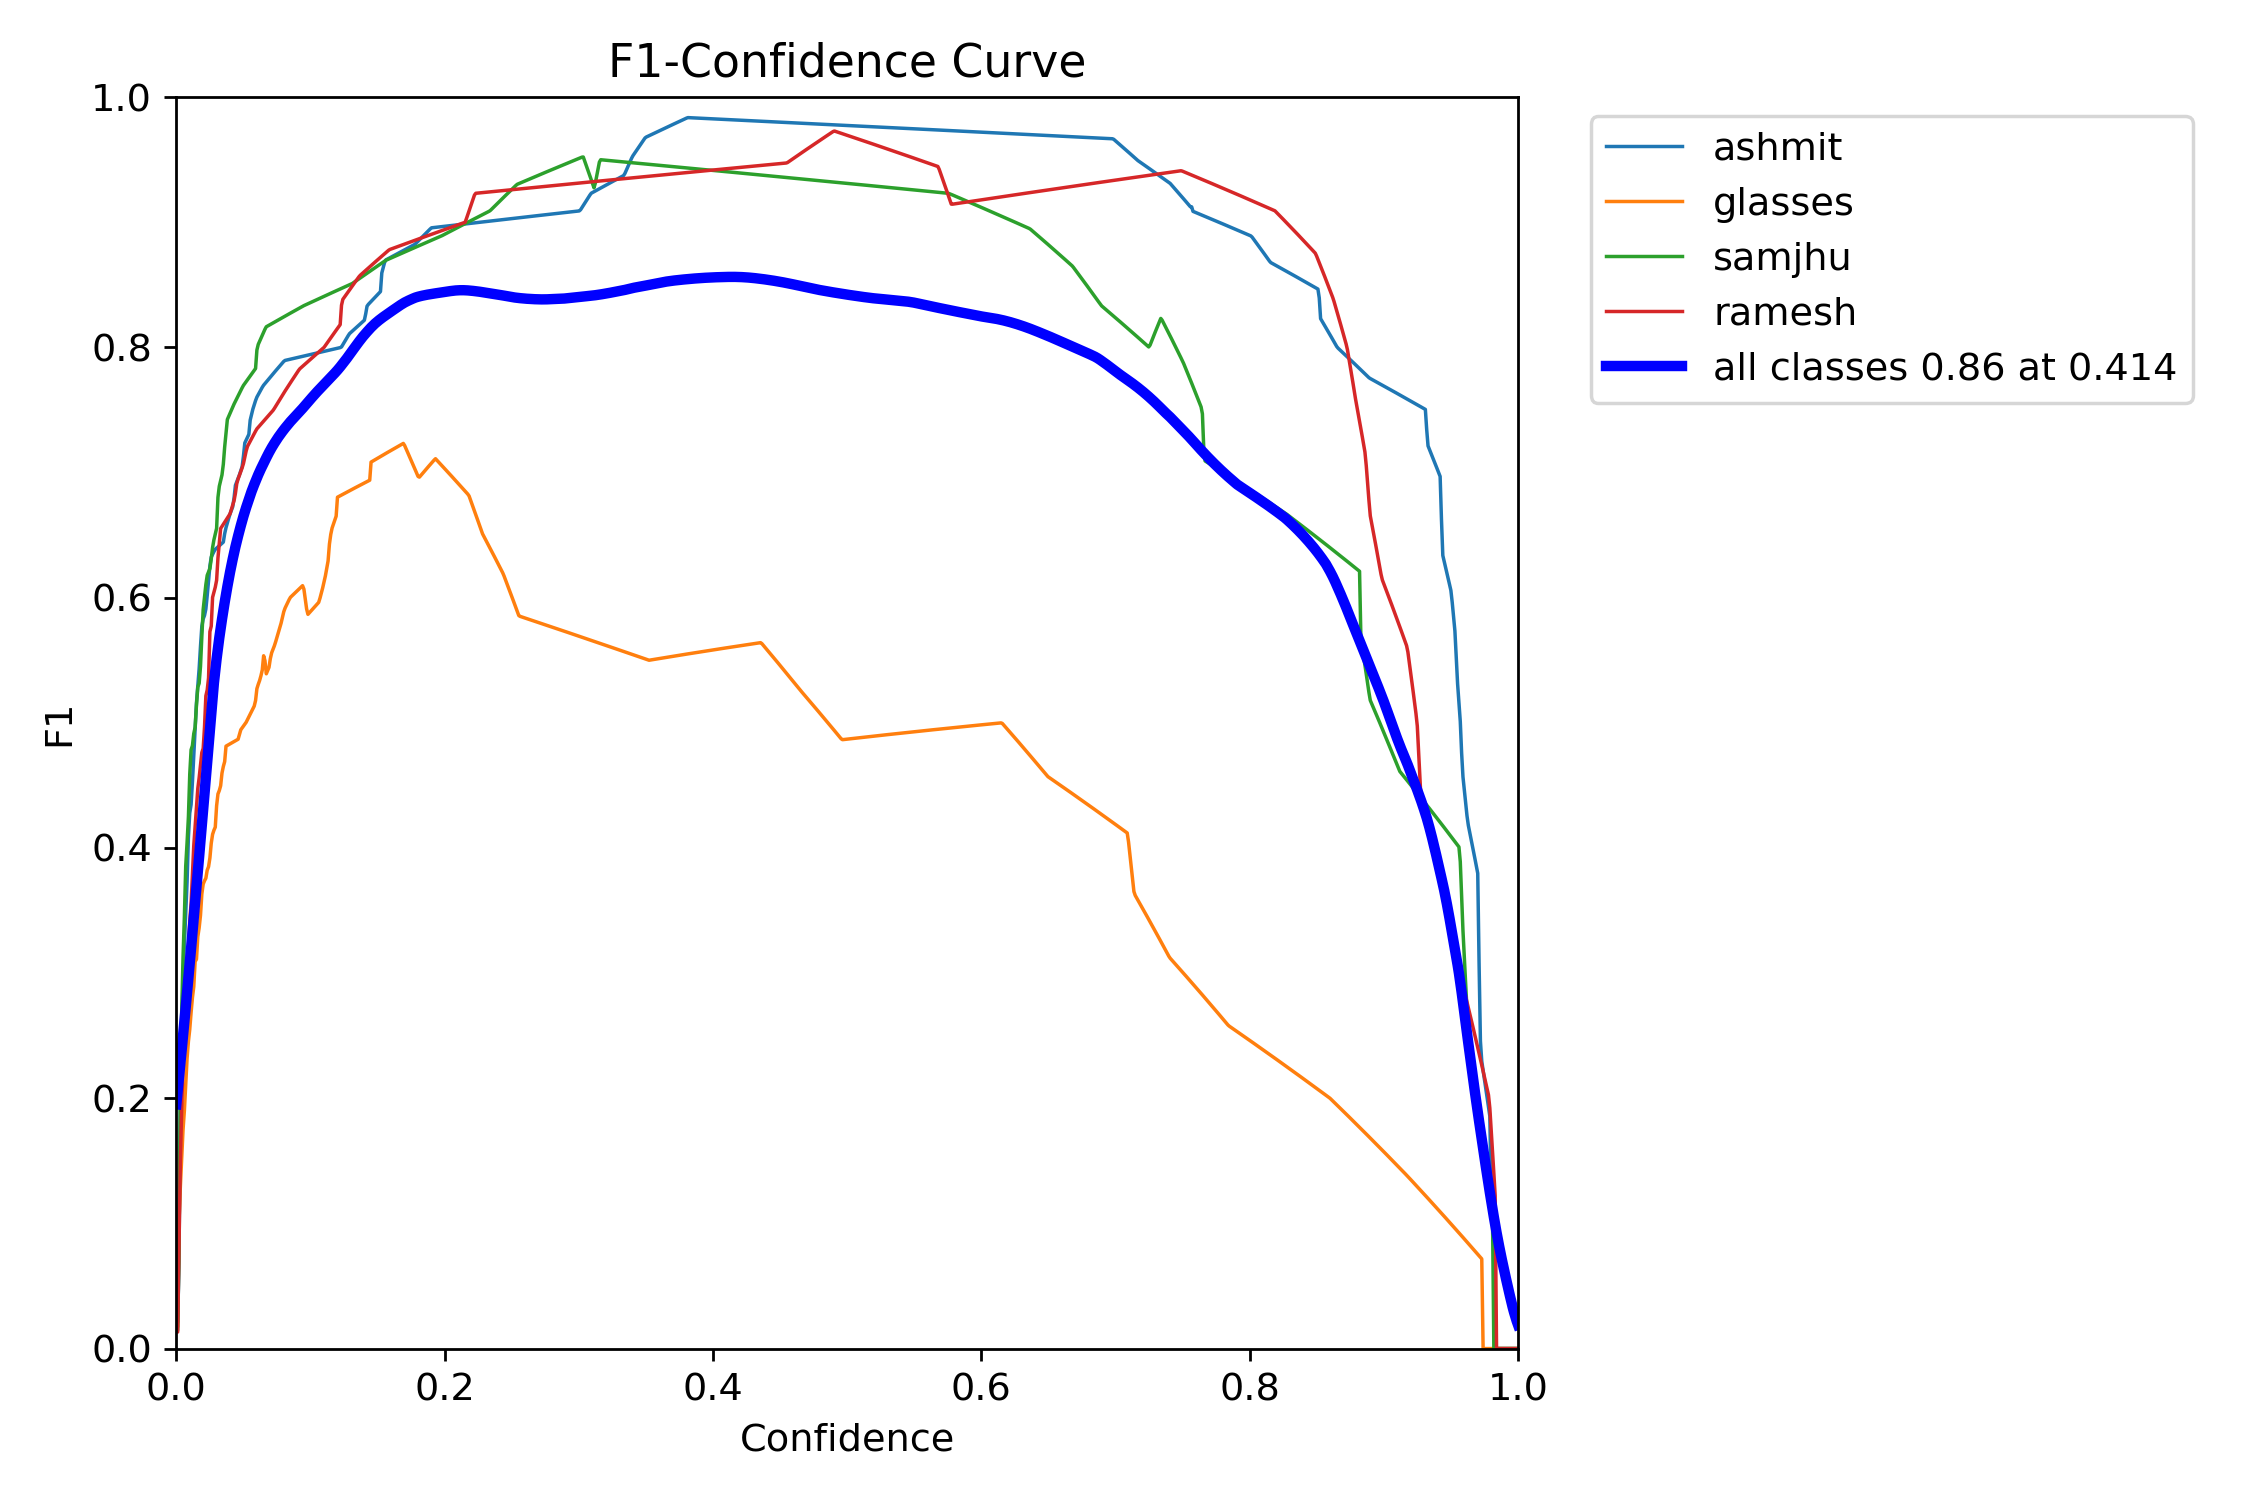 F1-Confidence Curve
1.0
0.8
0.6
0.4
0.2
0.0
F1
0.0 0.2 0.4 0.6 0.8 1.0
Confidence
ashmit
glasses
samjhu
ramesh
all classes 0.86 at 0.414